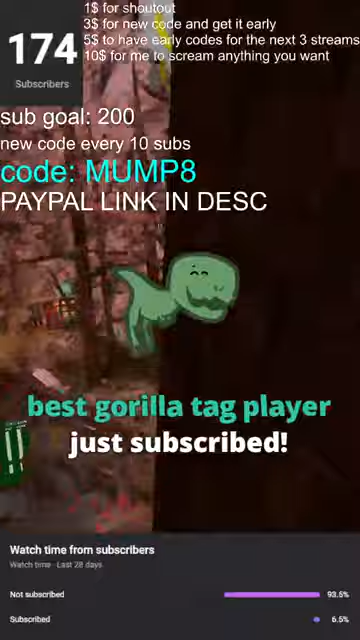 174
Subscribers
1$ for shoutout
3$ for new code and get it early
5$ to have early codes for the next 3 streams
10$ for me to scream anything you want
sub goal: 200
new code every 10 subs
code: MUMP8
PAYPAL LINK IN DESC
best gorilla tag player
just subscribed!
Watch time from subscribers
Watch time · Last 28 days
Not subscribed 93.5%
Subscribed 6.5%